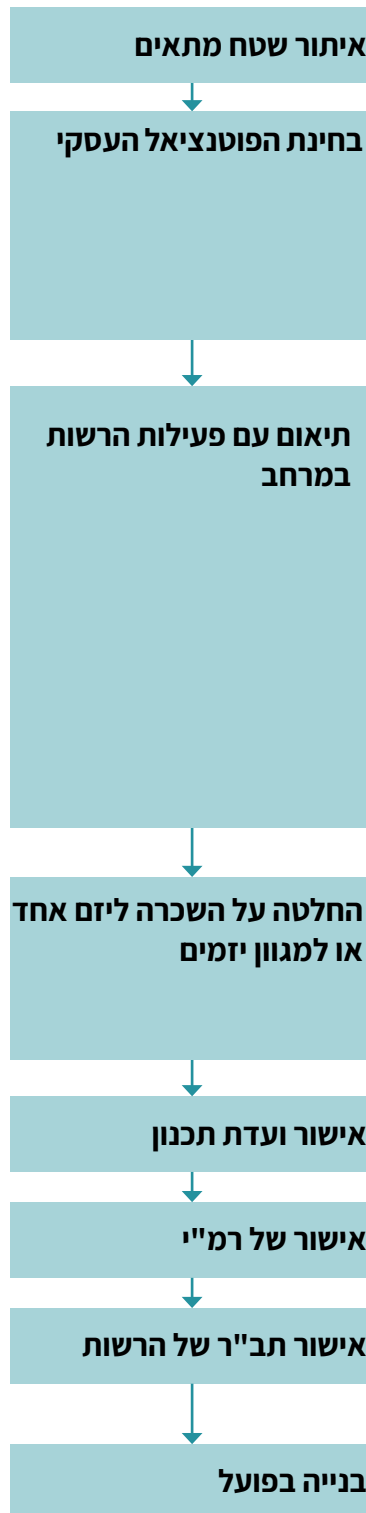 איתור שטח מתאים
בחינת הפוטנציאל העסקי
תיאום עם פעילות הרשות
במרחב
החלטה על השכרה ליזם אחד
או למגוון יזמים
אישור ועדת תכנון
אישור של רמ"י
אישור תב"ר של הרשות
בנייה בפועל